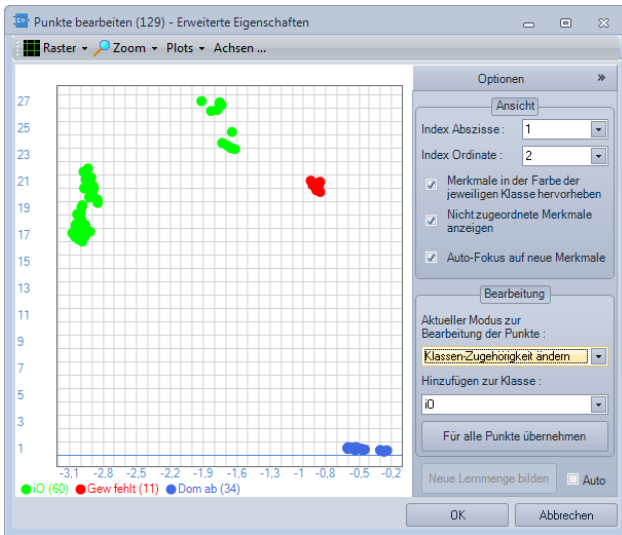 Punkte bearbeiten (129) - Erweiterte Eigenschaften
Raster Zoom Plots Achsen ...
Optionen »
Ansicht
Index Abszisse : 1
Index Ordinate : 2
Merkmale in der Farbe der
jeweiligen Klasse hervorheben
Nicht zugeordnete Merkmale
anzeigen
Auto-Fokus auf neue Merkmale
Bearbeitung
Aktueller Modus zur
Bearbeitung der Punkte :
Klassen-Zugehörigkeit ändern
Hinzufügen zur Klasse :
iO
Für alle Punkte übernehmen
Neue Lernmenge bilden Auto
27
25
23
21
19
17
15
13
11
9
7
5
3
1
-3,1 -2,8 -2,5 -2,2 -1,9 -1,6 -1,3 -1 -0,8 -0,5 -0,2
iO (60) Gew fehlt (11) Dom ab (34)
OK Abbrechen